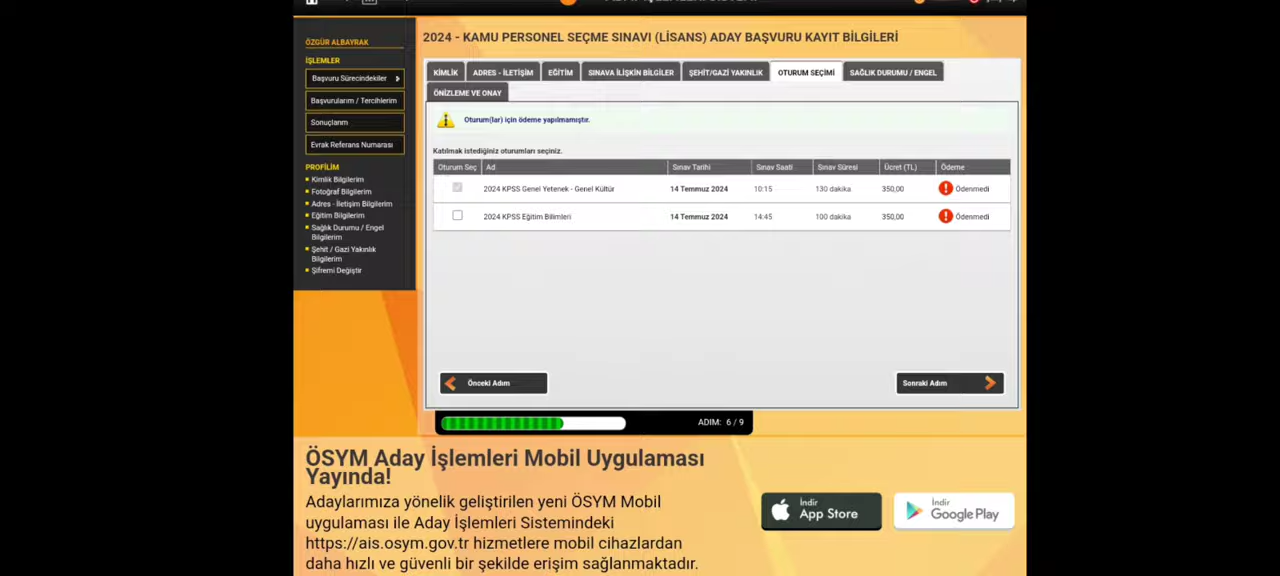 2024 - KAMU PERSONEL SEÇME SINAVI (LİSANS) ADAY BAŞVURU KAYIT BİLGİLERİ
ÖZGÜR ALBAYRAK
İŞLEMLER
Başvuru Sürecindekiler
Başvurularım / Tercihlerim
Sonuçlarım
Evrak Referans Numarası
PROFİLİM
Kimlik Bilgilerim
Fotoğraf Bilgilerim
Adres - İletişim Bilgilerim
Eğitim Bilgilerim
Sağlık Durumu / Engel
Bilgilerim
Şehit / Gazi Yakınlık
Bilgilerim
Şifremi Değiştir
KİMLİK ADRES - İLETİŞİM EĞİTİM SINAVA İLİŞKİN BİLGİLER ŞEHİT/GAZİ YAKINLIK OTURUM SEÇİMİ SAĞLIK DURUMU / ENGEL
ÖNİZLEME VE ONAY
Oturum(lar) için ödeme yapılmamıştır.
Katılmak istediğiniz oturumları seçiniz.
Oturum Seç Ad Sınav Tarihi Sınav Saati Sınav Süresi Ücret (TL) Ödeme
2024 KPSS Genel Yetenek - Genel Kültür 14 Temmuz 2024 10:15 130 dakika 350,00 Ödenmedi
2024 KPSS Eğitim Bilimleri 14 Temmuz 2024 14:45 100 dakika 350,00 Ödenmedi
Önceki Adım Sonraki Adım
ADIM: 6 / 9
ÖSYM Aday İşlemleri Mobil Uygulaması
Yayında!
Adaylarımıza yönelik geliştirilen yeni ÖSYM Mobil
uygulaması ile Aday İşlemleri Sistemindeki
https://ais.osym.gov.tr hizmetlere mobil cihazlardan
daha hızlı ve güvenli bir şekilde erişim sağlanmaktadır.
İndir
App Store
İndir
Google Play